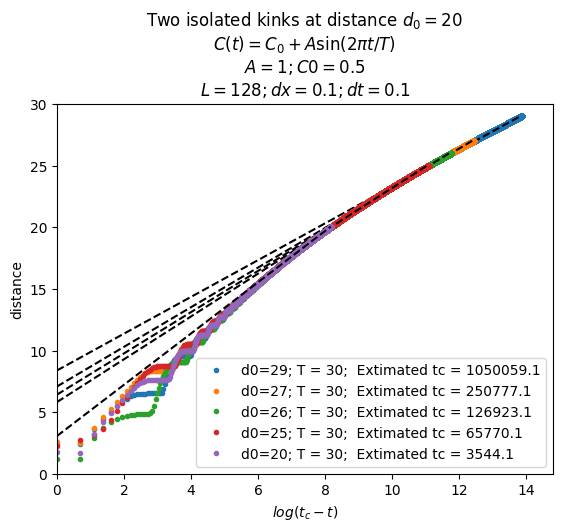 Two isolated kinks at distance $d_0 = 20$
$C(t) = C_0 + A\sin(2\pi t/T)$
$A = 1; C0 = 0.5$
$L = 128; dx = 0.1; dt = 0.1$
30
25
20
15
10
5
0
distance
d0=29; T = 30;  Extimated tc = 1050059.1
d0=27; T = 30;  Extimated tc = 250777.1
d0=26; T = 30;  Extimated tc = 126923.1
d0=25; T = 30;  Extimated tc = 65770.1
d0=20; T = 30;  Extimated tc = 3544.1
0 2 4 6 8 10 12 14
$log(t_c - t)$